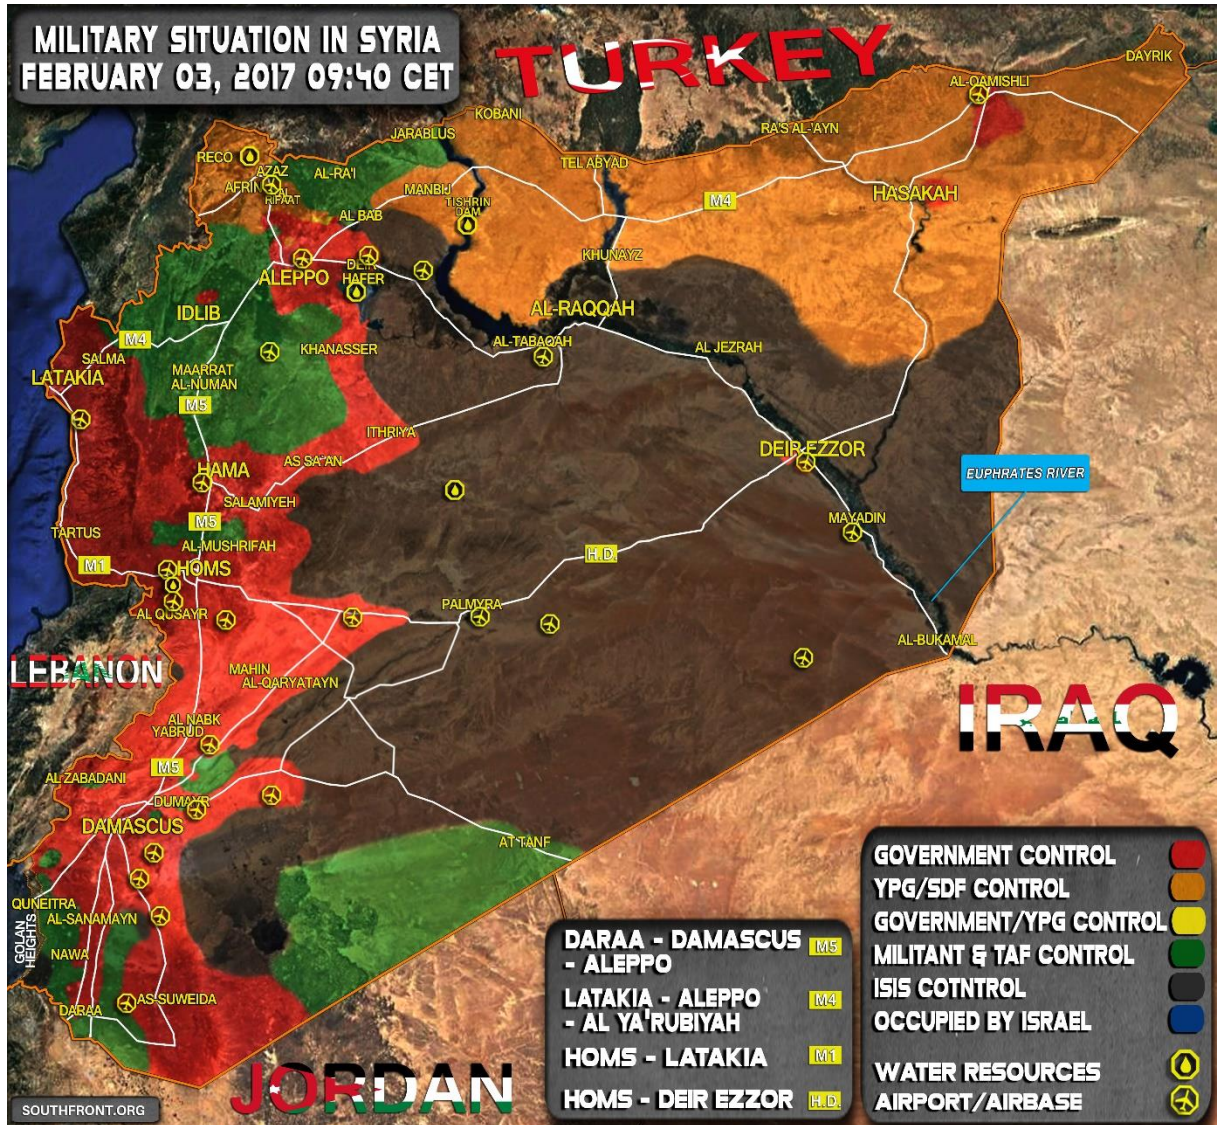 MILITARY SITUATION IN SYRIA
FEBRUARY 03, 2017 09:40 CET
TURKEY
DAYRIK
AL-QAMISHLI
KOBANI
JARABLUS
RA'S AL-'AYN
RECO
AZAZ
AL-RA'I
TEL ABYAD
AFRIN
AL
RIFAAT
MANBIJ
TISHRIN
DAM
HASAKAH
M4
AL BAB
KHUNAYZ
ALEPPO
DEIR
HAFER
IDLIB
AL-RAQQAH
M4
AL-TABAQAH
AL JEZRAH
KHANASSER
SALMA
MAARRAT
AL-NUMAN
LATAKIA
M5
ITHRIYA
DEIR EZZOR
AS SA'AN
HAMA
EUPHRATES RIVER
SALAMIYEH
M5
MAYADIN
TARTUS
AL-MUSHRIFAH
H.D.
M1
HOMS
AL QUSAYR
PALMYRA
AL-BUKAMAL
LEBANON
MAHIN
AL-QARYATAYN
IRAQ
AL NABK
YABRUD
M5
AL ZABADANI
DUMAYR
DAMASCUS
AT TANF
QUNEITRA
GOLAN
HEIGHTS
AL-SANAMAYN
NAWA
DARAA
AS-SUWEIDA
JORDAN
SOUTHFRONT.ORG
DARAA - DAMASCUS
- ALEPPO
M5
LATAKIA - ALEPPO
- AL YA'RUBIYAH
M4
HOMS - LATAKIA
M1
HOMS - DEIR EZZOR
H.D.
GOVERNMENT CONTROL
YPG/SDF CONTROL
GOVERNMENT/YPG CONTROL
MILITANT & TAF CONTROL
ISIS COTNTROL
OCCUPIED BY ISRAEL
WATER RESOURCES
AIRPORT/AIRBASE